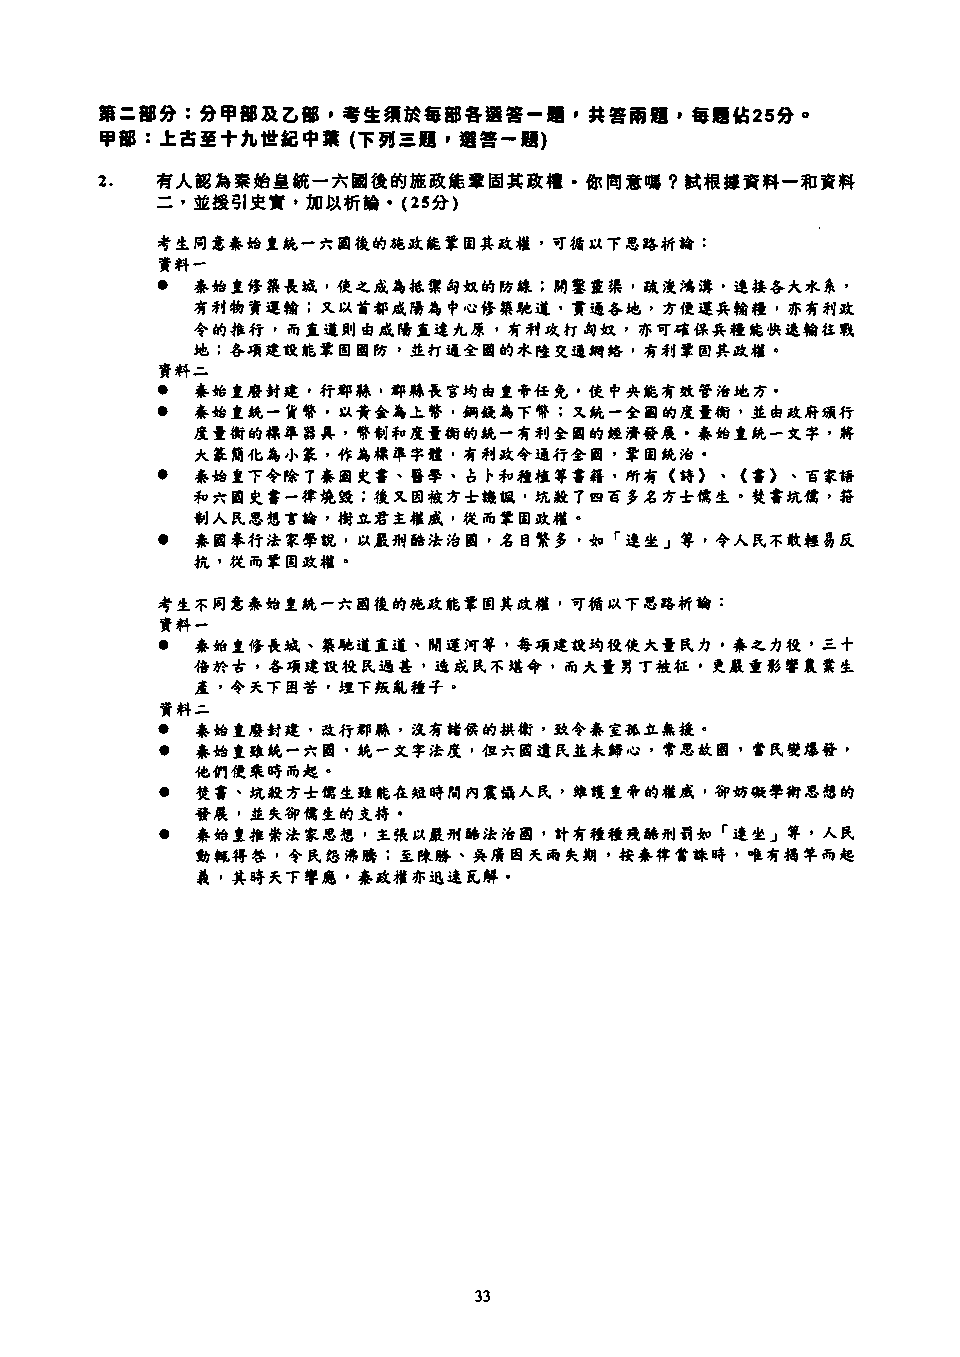 第二部分：分甲部及乙部，考生須於每部各選答一題，共答兩題，每題佔25分。
甲部：上古至十九世紀中葉 (下列三題，選答一題)
2. 有人認為秦始皇統一六國後的施政能鞏固其政權。你同意嗎？試根據資料一和資料
二，並援引史實，加以析論。(25分)
考生同意秦始皇統一六國後的施政能鞏固其政權，可循以下思路析論：
資料一
● 秦始皇修築長城，使之成為抵禦匈奴的防線；開鑿靈渠，疏浚鴻溝，連接各大水系，
有利物資運輸；又以首都咸陽為中心修築馳道，貫通各地，方便運兵輸糧，亦有利政
令的推行，而直道則由咸陽直達九原，有利攻打匈奴，亦可確保兵糧能快速輸往戰
地；各項建設能鞏固國防，並打通全國的水陸交通網絡，有利鞏固其政權。
資料二
● 秦始皇廢封建，行郡縣，郡縣長官均由皇帝任免，使中央能有效管治地方。
● 秦始皇統一貨幣，以黃金為上幣，銅錢為下幣；又統一全國的度量衡，並由政府頒行
度量衡的標準器具，幣制和度量衡的統一有利全國的經濟發展。秦始皇統一文字，將
大篆簡化為小篆，作為標準字體，有利政令通行全國，鞏固統治。
● 秦始皇下令除了秦國史書、醫學、占卜和種植等書籍，所有《詩》、《書》、百家語
和六國史書一律燒毀；後又因被方士譏諷，坑殺了四百多名方士儒生。焚書坑儒，箝
制人民思想言論，樹立君主權威，從而鞏固政權。
● 秦國奉行法家學說，以嚴刑酷法治國，名目繁多，如「連坐」等，令人民不敢輕易反
抗，從而鞏固政權。
考生不同意秦始皇統一六國後的施政能鞏固其政權，可循以下思路析論：
資料一
● 秦始皇修長城、築馳道直道、開運河等，每項建設均役使大量民力，秦之力役，三十
倍於古，各項建設役民過甚，造成民不堪命，而大量男丁被征，更嚴重影響農業生
產，令天下困苦，埋下叛亂種子。
資料二
● 秦始皇廢封建，改行郡縣，沒有諸侯的拱衛，致令秦室孤立無援。
● 秦始皇雖統一六國，統一文字法度，但六國遺民並未歸心，常思故國，當民變爆發，
他們便乘時而起。
● 焚書、坑殺方士儒生雖能在短時間內震懾人民，維護皇帝的權威，卻妨礙學術思想的
發展，並失卻儒生的支持。
● 秦始皇推崇法家思想，主張以嚴刑酷法治國，計有種種殘酷刑罰如「連坐」等，人民
動輒得咎，令民怨沸騰；至陳勝、吳廣因天雨失期，按秦律當誅時，唯有揭竿而起
義，其時天下響應，秦政權亦迅速瓦解。
33